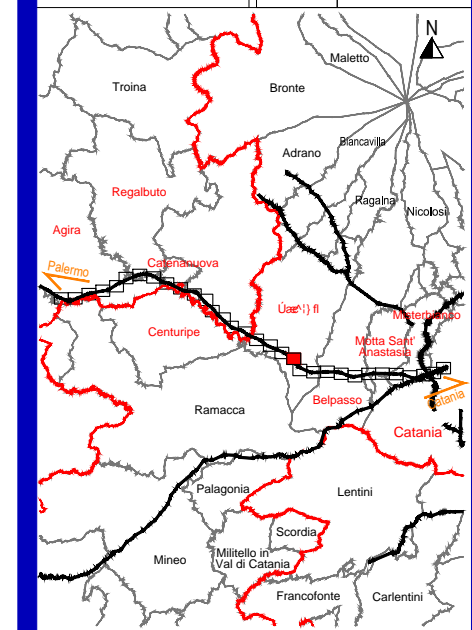 N
Maletto
Troina
Bronte
Biancavilla
Adrano
Regalbuto
Ragalna
Nicolosi
Agira
Palermo
Catenanuova
Misterbianco
Centuripe
Motta Sant'
Anastasia
Belpasso
Catania
Ramacca
Catania
Palagonia
Lentini
Scordia
Mineo
Militello in
Val di Catania
Francofonte
Carlentini